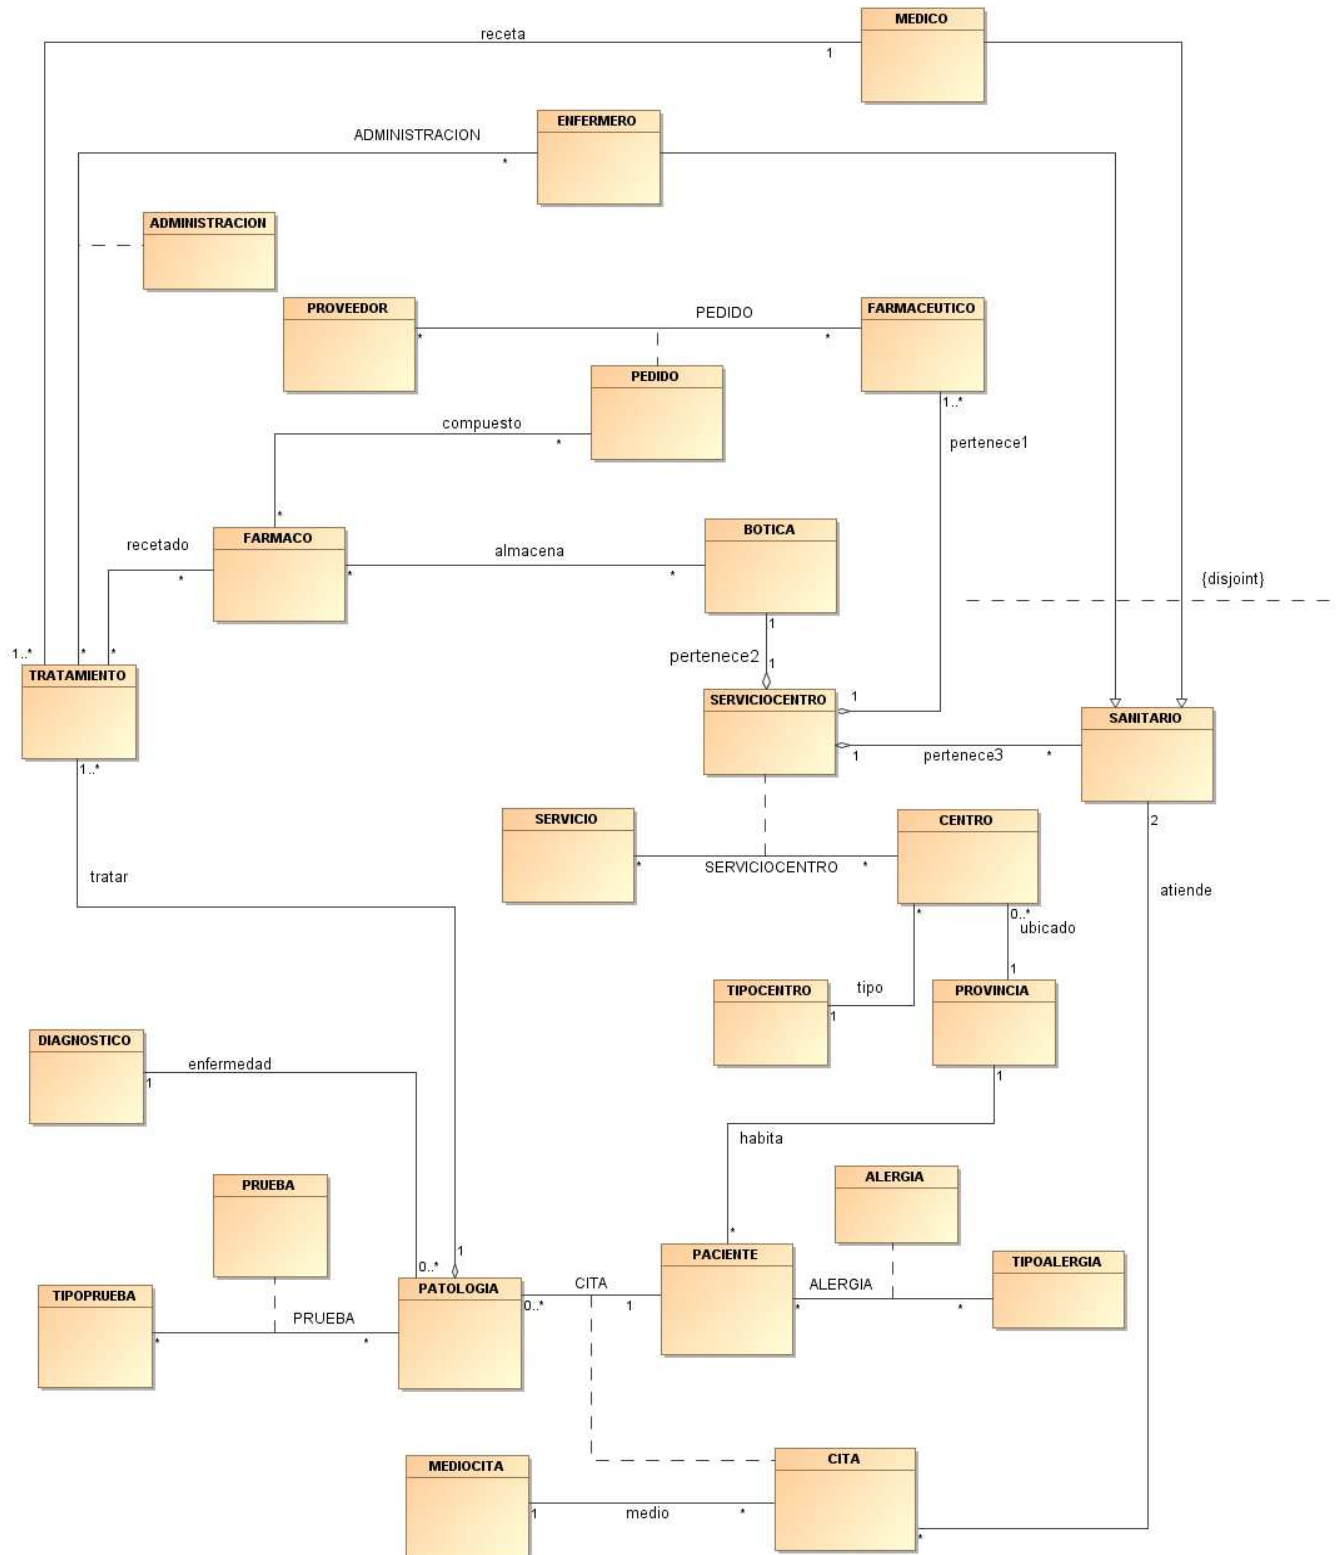 MEDICO
receta
1
ENFERMERO
ADMINISTRACION
*
ADMINISTRACION
PROVEEDOR
PEDIDO
FARMACEUTICO
*
*
PEDIDO
1..*
compuesto
*
pertenece1
*
FARMACO
BOTICA
recetado
almacena
*
*
*
{disjoint}
1
1..*
*
*
pertenece2
1
TRATAMIENTO
SERVICIOCENTRO
1
SANITARIO
1..*
1
pertenece3
*
SERVICIO
CENTRO
2
*
SERVICIOCENTRO
*
tratar
atiende
*
0..*
ubicado
TIPOCENTRO
tipo
1
PROVINCIA
1
DIAGNOSTICO
enfermedad
1
1
habita
PRUEBA
ALERGIA
*
1
PACIENTE
TIPOALERGIA
0..*
PATOLOGIA
CITA
ALERGIA
TIPOPRUEBA
0..*
1
*
*
PRUEBA
*
*
CITA
MEDIOCITA
1
medio
*
*